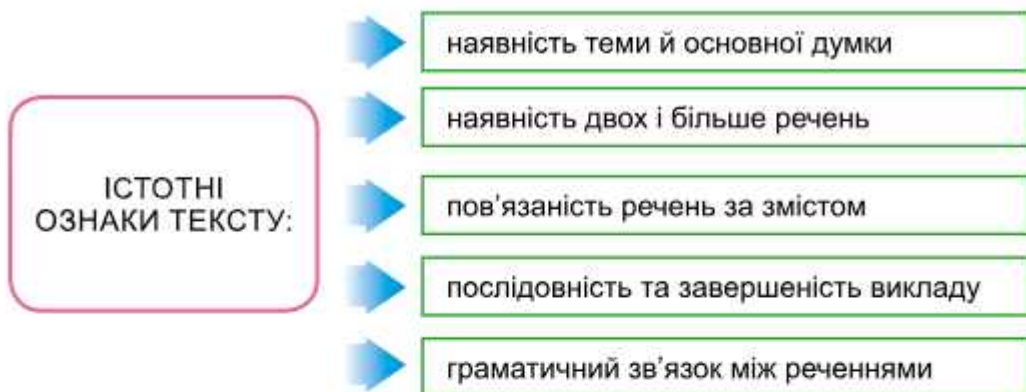 ІСТОТНІ
ОЗНАКИ ТЕКСТУ:
наявність теми й основної думки
наявність двох і більше речень
пов’язаність речень за змістом
послідовність та завершеність викладу
граматичний зв’язок між реченнями